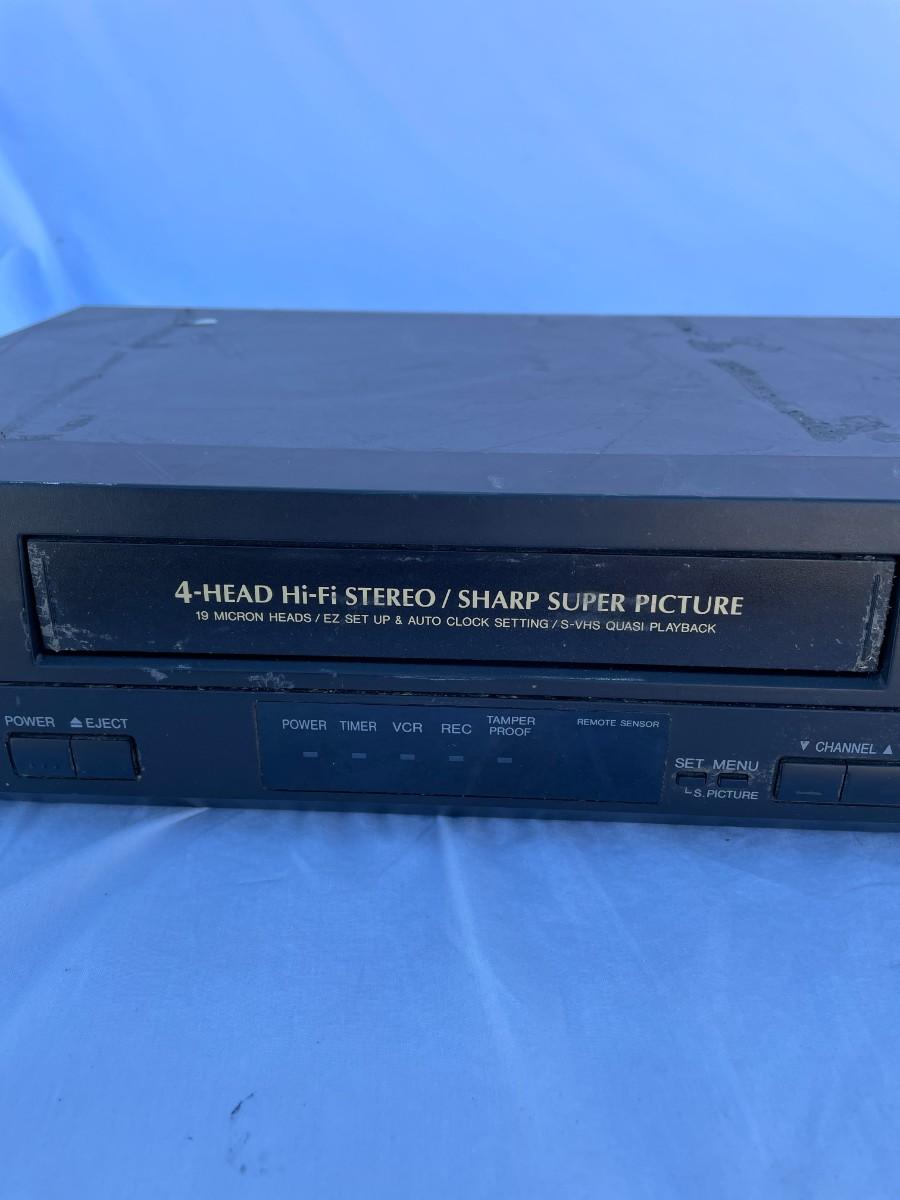 4-HEAD Hi-Fi STEREO / SHARP SUPER PICTURE
19 MICRON HEADS / EZ SET UP & AUTO CLOCK SETTING / S-VHS QUASI PLAYBACK
POWER ⏏ EJECT
POWER TIMER VCR REC TAMPER PROOF
REMOTE SENSOR
SET MENU
└ S.PICTURE
▼ CHANNEL ▲